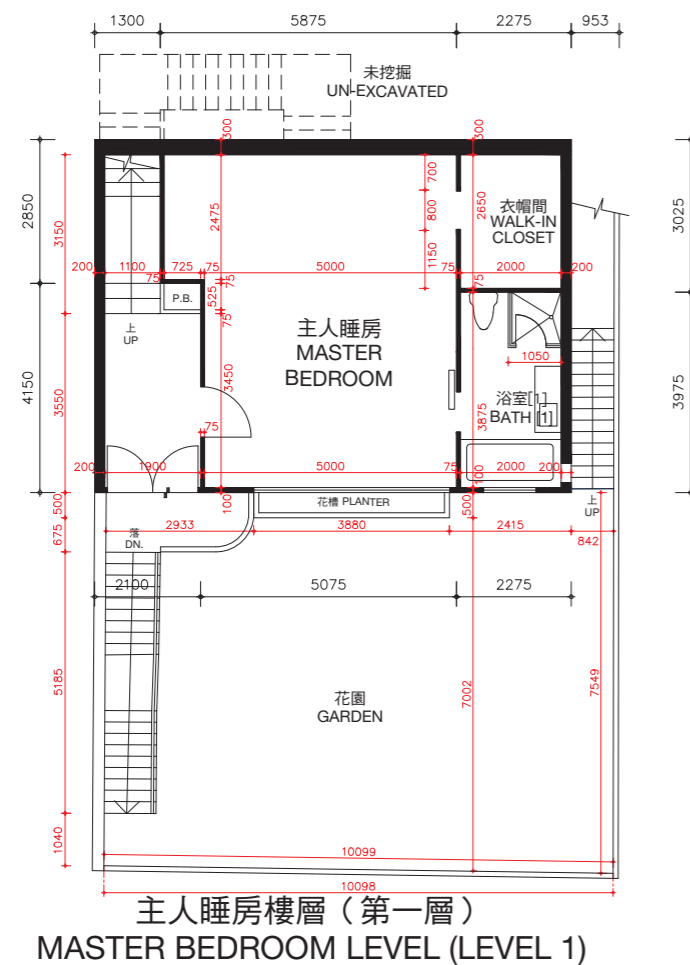 1300 5875 2275 953
未挖掘
UN-EXCAVATED
300 300
2850 3150 2475 700 800 1150 2650 3025
衣帽間
WALK-IN
CLOSET
200 1100 725 75 5000 75 2000 200
75 75 75
P.B.
525
75
上
UP
主人睡房
MASTER
BEDROOM
1050
4150 3550 3450 3875 3975
浴室[1]
BATH [1]
75
200 1900 5000 75 2000 200
100 100
500 500
花槽 PLANTER
上
UP
675
2933 3880 2415
842
落
DN.
2100 5075 2275
5185 7002 7549
花園
GARDEN
1040
10099
10098
主人睡房樓層（第一層）
MASTER BEDROOM LEVEL (LEVEL 1)